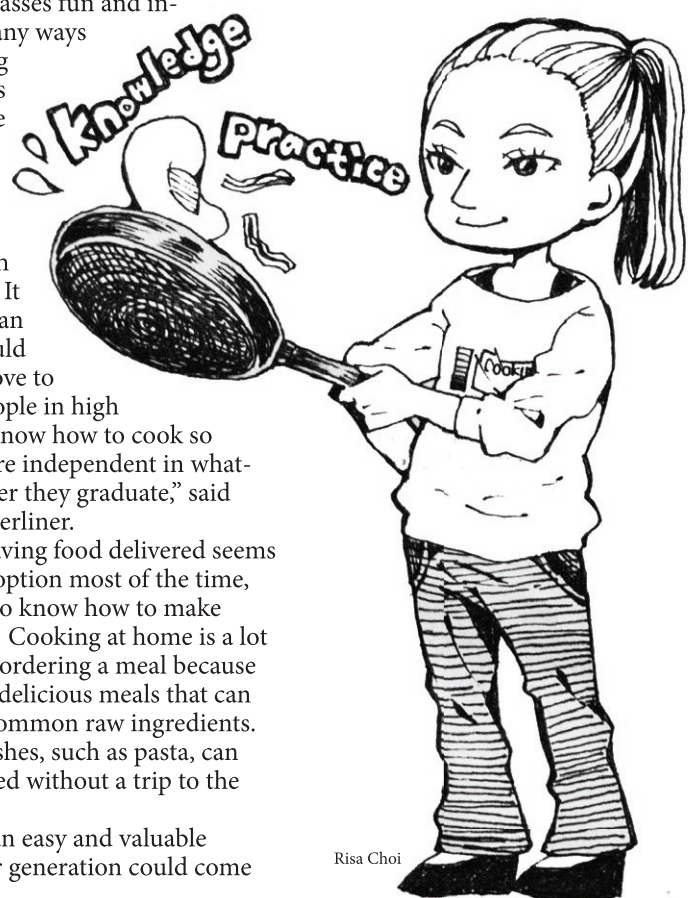 asses fun and in-
any ways
g
s
e
Knowledge
Practice
n
It
an
uld
ove to
ople in high
now how to cook so
re independent in what-
er they graduate,” said
erliner.
ving food delivered seems
option most of the time,
o know how to make
Cooking at home is a lot
ordering a meal because
delicious meals that can
ommon raw ingredients.
shes, such as pasta, can
ed without a trip to the
n easy and valuable
r generation could come
Cookin
Risa Choi